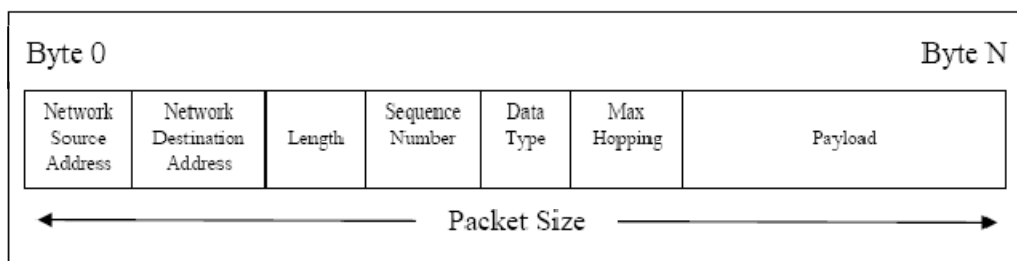 Byte 0
Byte N
Network
Source
Address
Network
Destination
Address
Length
Sequence
Number
Data
Type
Max
Hopping
Payload
Packet Size